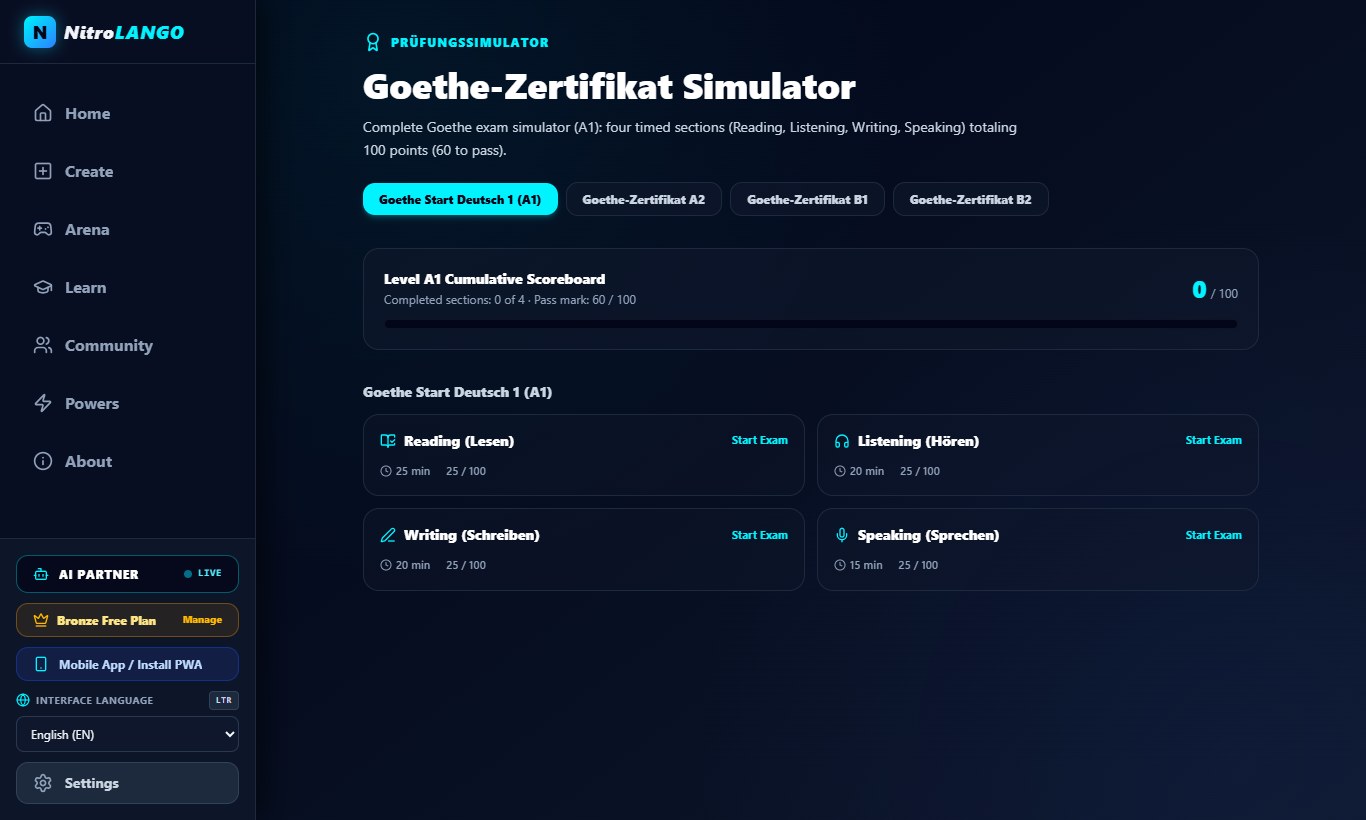 N NitroLANGO
Home
Create
Arena
Learn
Community
Powers
About
AI PARTNER LIVE
Bronze Free Plan Manage
Mobile App / Install PWA
INTERFACE LANGUAGE LTR
English (EN)
Settings
PRÜFUNGSSIMULATOR
Goethe-Zertifikat Simulator
Complete Goethe exam simulator (A1): four timed sections (Reading, Listening, Writing, Speaking) totaling
100 points (60 to pass).
Goethe Start Deutsch 1 (A1) Goethe-Zertifikat A2 Goethe-Zertifikat B1 Goethe-Zertifikat B2
Level A1 Cumulative Scoreboard
Completed sections: 0 of 4 · Pass mark: 60 / 100
0 / 100
Goethe Start Deutsch 1 (A1)
Reading (Lesen) Start Exam
25 min 25 / 100
Listening (Hören) Start Exam
20 min 25 / 100
Writing (Schreiben) Start Exam
20 min 25 / 100
Speaking (Sprechen) Start Exam
15 min 25 / 100